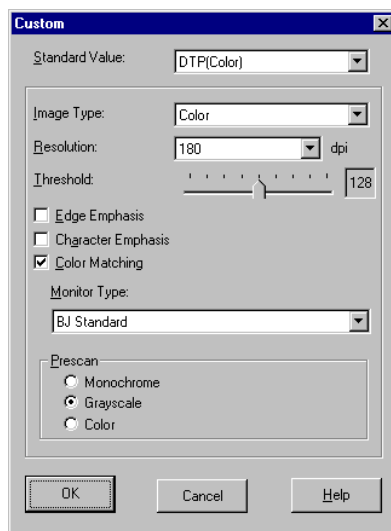 Custom
Standard Value: DTP(Color)
Image Type: Color
Resolution: 180 dpi
Threshold: 128
Edge Emphasis
Character Emphasis
Color Matching
Monitor Type:
BJ Standard
Prescan
Monochrome
Grayscale
Color
OK Cancel Help